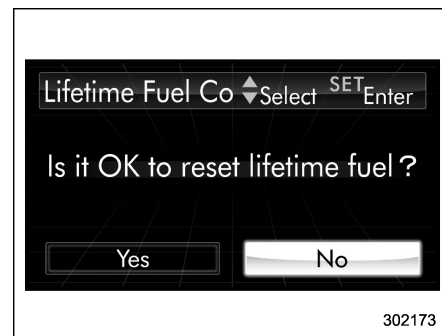 Lifetime Fuel Co Select SET Enter
Is it OK to reset lifetime fuel ?
Yes No
302173